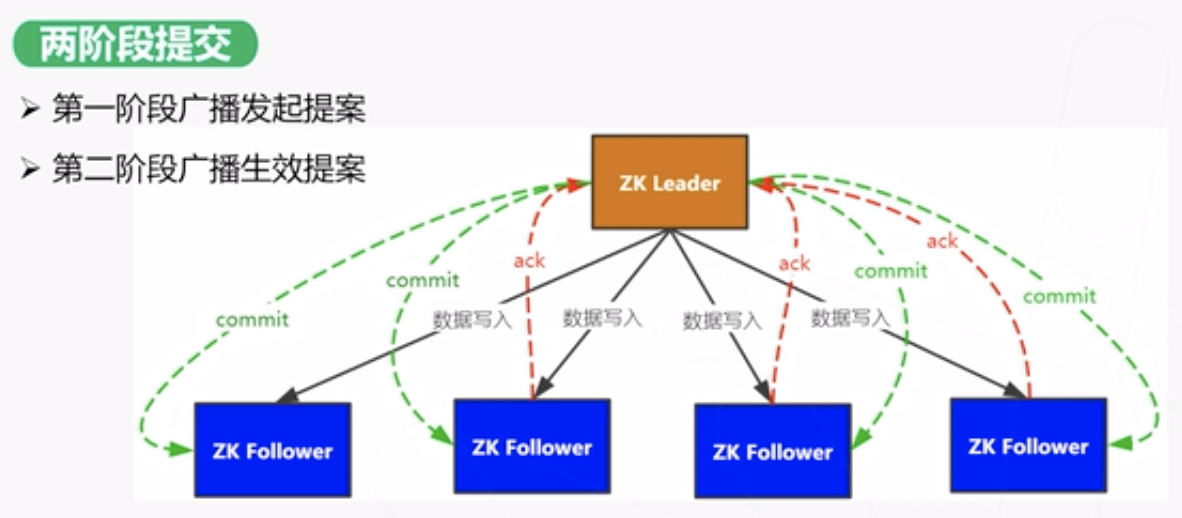 两阶段提交
➢ 第一阶段广播发起提案
➢ 第二阶段广播生效提案
ZK Leader
ack
ack
ack
commit
commit
commit
commit
数据写入
数据写入
数据写入
数据写入
ZK Follower
ZK Follower
ZK Follower
ZK Follower